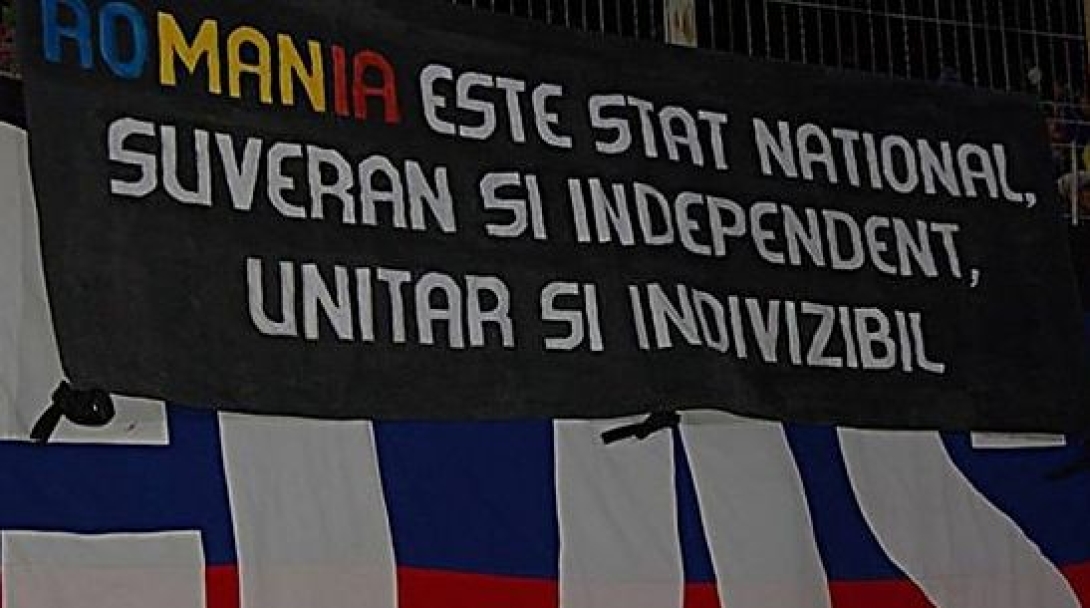 ROMANIA ESTE STAT NATIONAL,
SUVERAN SI INDEPENDENT,
UNITAR SI INDIVIZIBIL